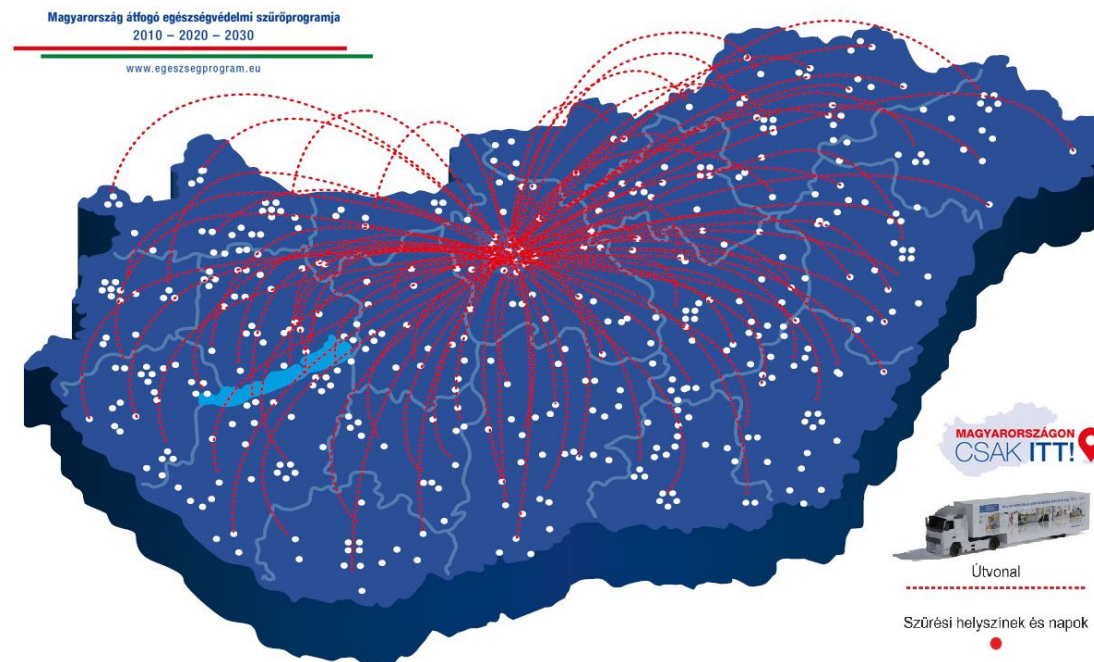 Magyarország átfogó egészségvédelmi szűrőprogramja
2010 – 2020 – 2030
www.egeszsegprogram.eu
MAGYARORSZÁGON
CSAK ITT!
Útvonal
Szűrési helyszínek és napok